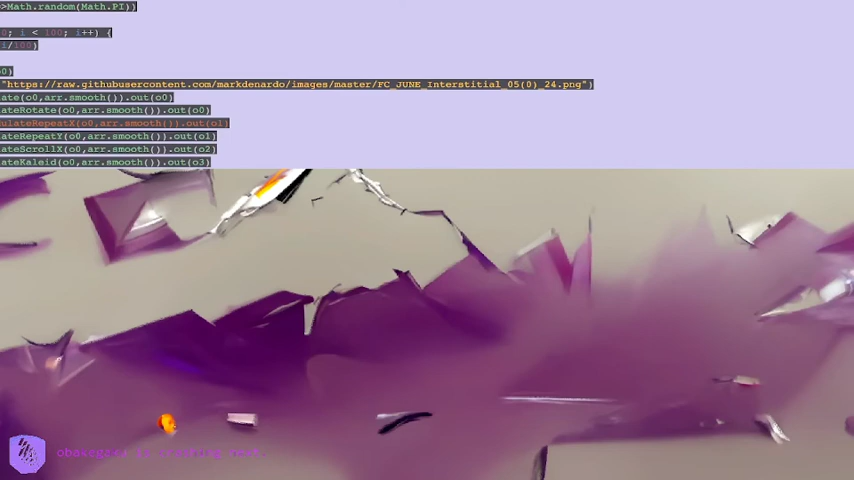 >Math.random(Math.PI))
0; i < 100; i++) {
i/100)
o0)
"https://raw.githubusercontent.com/markdenardo/images/master/FC_JUNE_Interstitial_05(0)_24.png")
ate(o0,arr.smooth()).out(o0)
ateRotate(o0,arr.smooth()).out(o0)
ulateRepeatX(o0,arr.smooth()).out(o1)
ateRepeatY(o0,arr.smooth()).out(o1)
ateScrollX(o0,arr.smooth()).out(o2)
ateKaleid(o0,arr.smooth()).out(o3)
is